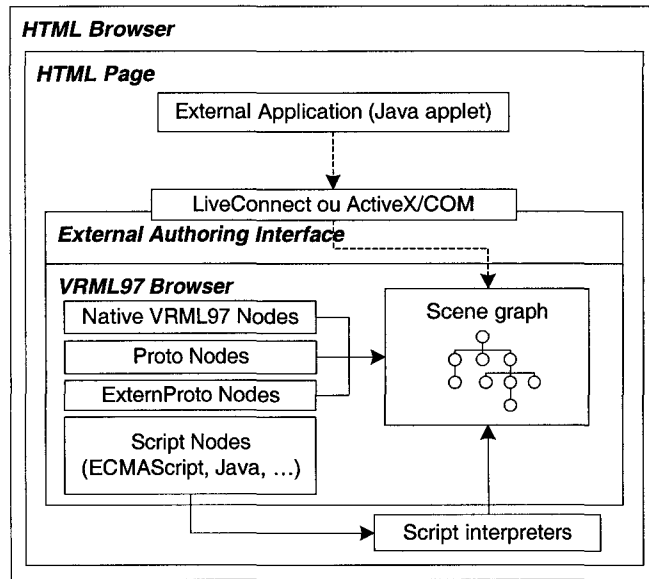 HTML Browser
HTML Page
External Application (Java applet)
LiveConnect ou ActiveX/COM
External Authoring Interface
VRML97 Browser
Native VRML97 Nodes
Proto Nodes
ExternProto Nodes
Script Nodes
(ECMAScript, Java, ...)
Scene graph
Script interpreters